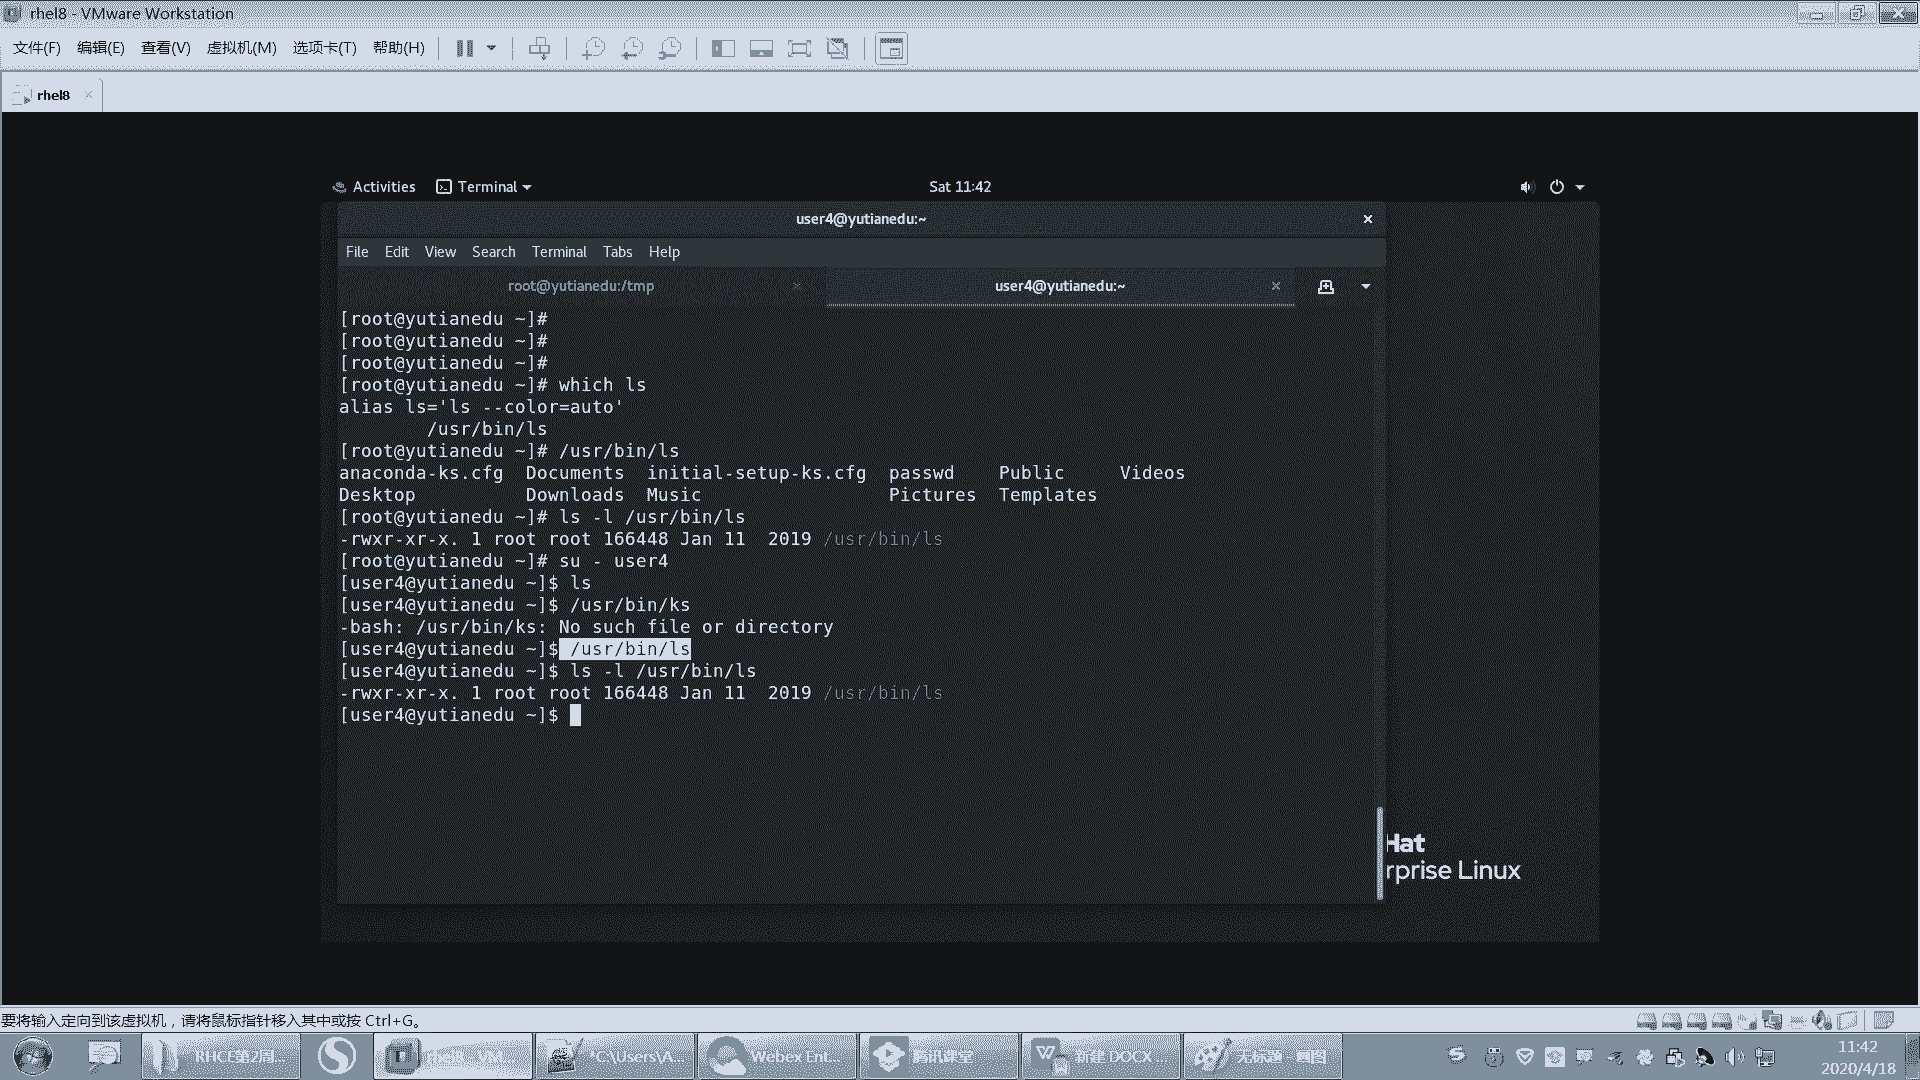 rhel8 - VMware Workstation
文件(F) 编辑(E) 查看(V) 虚拟机(M) 选项卡(T) 帮助(H)
rhel8
Activities Terminal Sat 11:42
user4@yutianedu:~
File Edit View Search Terminal Tabs Help
root@yutianedu:/tmp user4@yutianedu:~
[root@yutianedu ~]#
[root@yutianedu ~]#
[root@yutianedu ~]#
[root@yutianedu ~]# which ls
alias ls='ls --color=auto'
/usr/bin/ls
[root@yutianedu ~]# /usr/bin/ls
anaconda-ks.cfg Documents initial-setup-ks.cfg passwd Public Videos
Desktop Downloads Music Pictures Templates
[root@yutianedu ~]# ls -l /usr/bin/ls
-rwxr-xr-x. 1 root root 166448 Jan 11 2019 /usr/bin/ls
[root@yutianedu ~]# su - user4
[user4@yutianedu ~]$ ls
[user4@yutianedu ~]$ /usr/bin/ks
-bash: /usr/bin/ks: No such file or directory
[user4@yutianedu ~]$ /usr/bin/ls
[user4@yutianedu ~]$ ls -l /usr/bin/ls
-rwxr-xr-x. 1 root root 166448 Jan 11 2019 /usr/bin/ls
[user4@yutianedu ~]$
Hat
rprise Linux
要将输入定向到该虚拟机，请将鼠标指针移入其中或按 Ctrl+G。
RHCE第2周... rhel8 - VM... *C:\Users\A... Webex Ent... 腾讯课堂 新建 DOCX ... 无标题 - 画图
11:42
2020/4/18